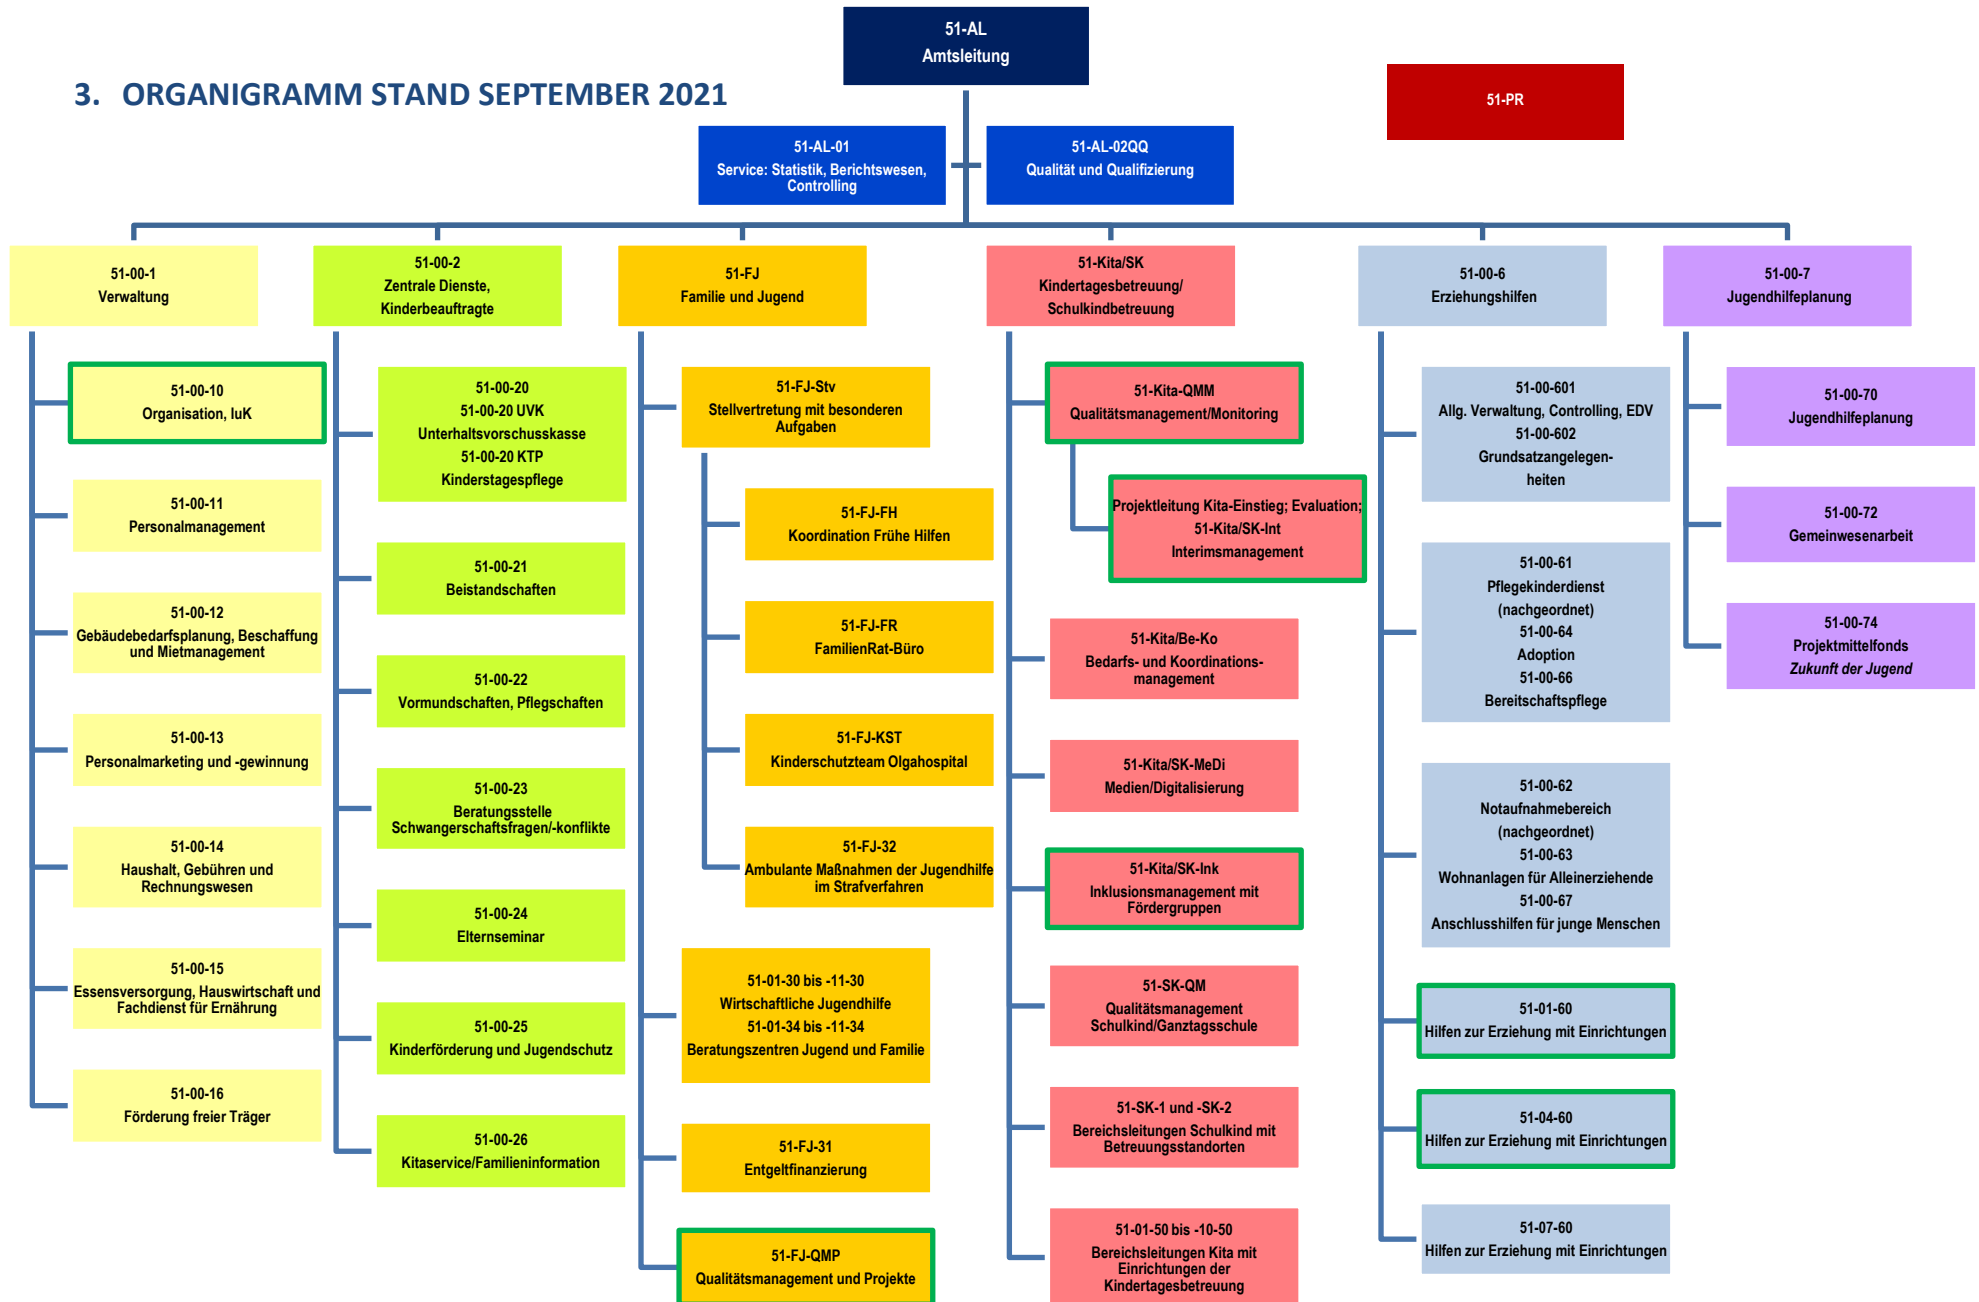 51-AL
Amtsleitung
3. ORGANIGRAMM STAND SEPTEMBER 2021
51-PR
51-AL-01
Service: Statistik, Berichtswesen,
Controlling
51-AL-02QQ
Qualität und Qualifizierung
51-00-1
Verwaltung
51-00-2
Zentrale Dienste,
Kinderbeauftragte
51-FJ
Familie und Jugend
51-Kita/SK
Kindertagesbetreuung/
Schulkindbetreuung
51-00-6
Erziehungshilfen
51-00-7
Jugendhilfeplanung
51-00-10
Organisation, IuK
51-00-11
Personalmanagement
51-00-12
Gebäudebedarfsplanung, Beschaffung
und Mietmanagement
51-00-13
Personalmarketing und -gewinnung
51-00-14
Haushalt, Gebühren und
Rechnungswesen
51-00-15
Essensversorgung, Hauswirtschaft und
Fachdienst für Ernährung
51-00-16
Förderung freier Träger
51-00-20
51-00-20 UVK
Unterhaltsvorschusskasse
51-00-20 KTP
Kinderstagespflege
51-00-21
Beistandschaften
51-00-22
Vormundschaften, Pflegschaften
51-00-23
Beratungsstelle
Schwangerschaftsfragen/-konflikte
51-00-24
Elternseminar
51-00-25
Kinderförderung und Jugendschutz
51-00-26
Kitaservice/Familieninformation
51-FJ-Stv
Stellvertretung mit besonderen
Aufgaben
51-FJ-FH
Koordination Frühe Hilfen
51-FJ-FR
FamilienRat-Büro
51-FJ-KST
Kinderschutzteam Olgahospital
51-FJ-32
Ambulante Maßnahmen der Jugendhilfe
im Strafverfahren
51-01-30 bis -11-30
Wirtschaftliche Jugendhilfe
51-01-34 bis -11-34
Beratungszentren Jugend und Familie
51-FJ-31
Entgeltfinanzierung
51-FJ-QMP
Qualitätsmanagement und Projekte
51-Kita-QMM
Qualitätsmanagement/Monitoring
Projektleitung Kita-Einstieg; Evaluation;
51-Kita/SK-Int
Interimsmanagement
51-Kita/Be-Ko
Bedarfs- und Koordinations-
management
51-Kita/SK-MeDi
Medien/Digitalisierung
51-Kita/SK-Ink
Inklusionsmanagement mit
Fördergruppen
51-SK-QM
Qualitätsmanagement
Schulkind/Ganztagsschule
51-SK-1 und -SK-2
Bereichsleitungen Schulkind mit
Betreuungsstandorten
51-01-50 bis -10-50
Bereichsleitungen Kita mit
Einrichtungen der
Kindertagesbetreuung
51-00-601
Allg. Verwaltung, Controlling, EDV
51-00-602
Grundsatzangelegen-
heiten
51-00-61
Pflegekinderdienst
(nachgeordnet)
51-00-64
Adoption
51-00-66
Bereitschaftspflege
51-00-62
Notaufnahmebereich
(nachgeordnet)
51-00-63
Wohnanlagen für Alleinerziehende
51-00-67
Anschlusshilfen für junge Menschen
51-01-60
Hilfen zur Erziehung mit Einrichtungen
51-04-60
Hilfen zur Erziehung mit Einrichtungen
51-07-60
Hilfen zur Erziehung mit Einrichtungen
51-00-70
Jugendhilfeplanung
51-00-72
Gemeinwesenarbeit
51-00-74
Projektmittelfonds
Zukunft der Jugend